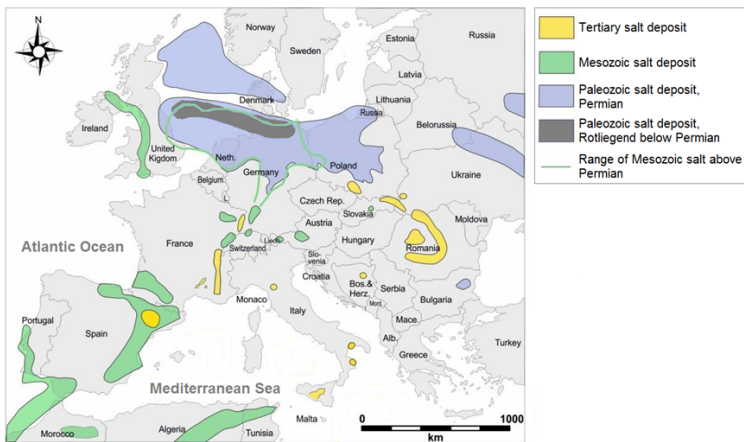 N
Norway
Sweden
Estonia
Russia
Latvia
Denmark
Lithuania
Russia
Ireland
United
Kingdom
Neth.
Belorussia
Poland
Germany
Belgium
L
Ukraine
Czech Rep.
Slovakia
Moldova
Atlantic Ocean
France
Switzerland
Liech.
Austria
Hungary
Romania
Slo-
venia
Croatia
Bos.&
Herz.
Serbia
Monaco
Italy
Mont.
Bulgaria
Mace.
Alb.
Portugal
Spain
Greece
Turkey
Mediterranean Sea
Malta
Morocco
Algeria
Tunisia
0
1000
km
Tertiary salt deposit
Mesozoic salt deposit
Paleozoic salt deposit,
Permian
Paleozoic salt deposit,
Rotliegend below Permian
Range of Mesozoic salt above
Permian